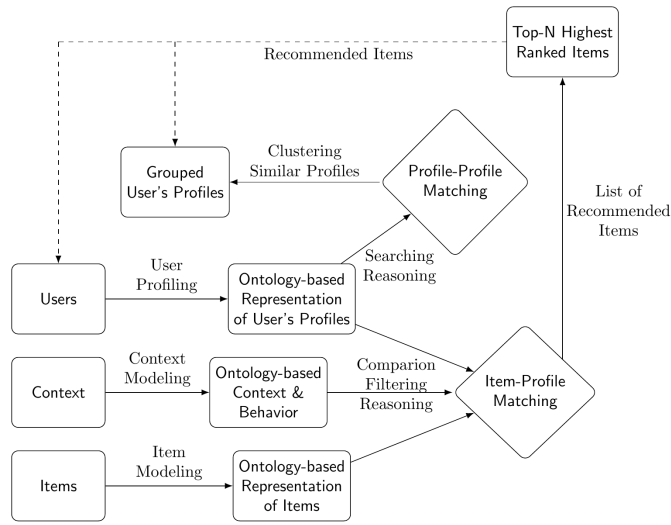 Top-N Highest
Ranked Items
Recommended Items
Grouped
User's Profiles
Clustering
Similar Profiles
Profile-Profile
Matching
List of
Recommended
Items
Searching
Reasoning
Users
User
Profiling
Ontology-based
Representation
of User's Profiles
Context
Context
Modeling
Ontology-based
Context &
Behavior
Comparion
Filtering
Reasoning
Item-Profile
Matching
Items
Item
Modeling
Ontology-based
Representation
of Items